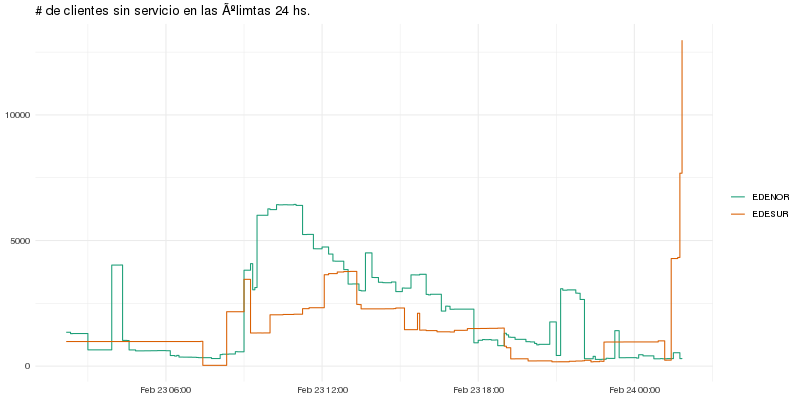 # de clientes sin servicio en las Ãºlimtas 24 hs.
10000
5000
0
Feb 23 06:00
Feb 23 12:00
Feb 23 18:00
Feb 24 00:00
EDENOR
EDESUR